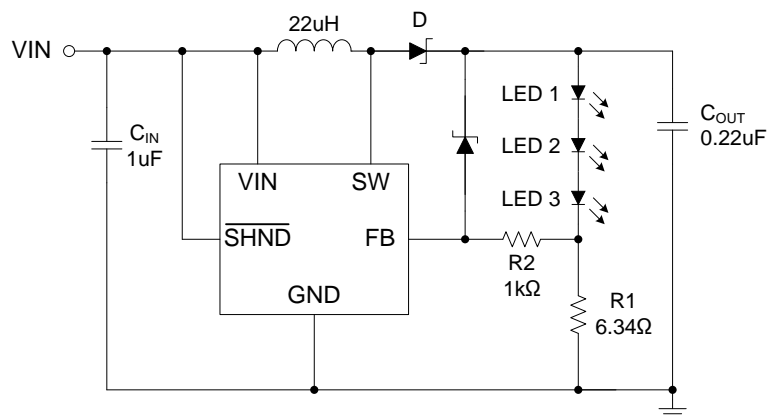 22uH
D
VIN
LED 1
LED 2
LED 3
C_OUT
0.22uF
C_IN
1uF
VIN
SW
SHND
FB
GND
R2
1kΩ
R1
6.34Ω